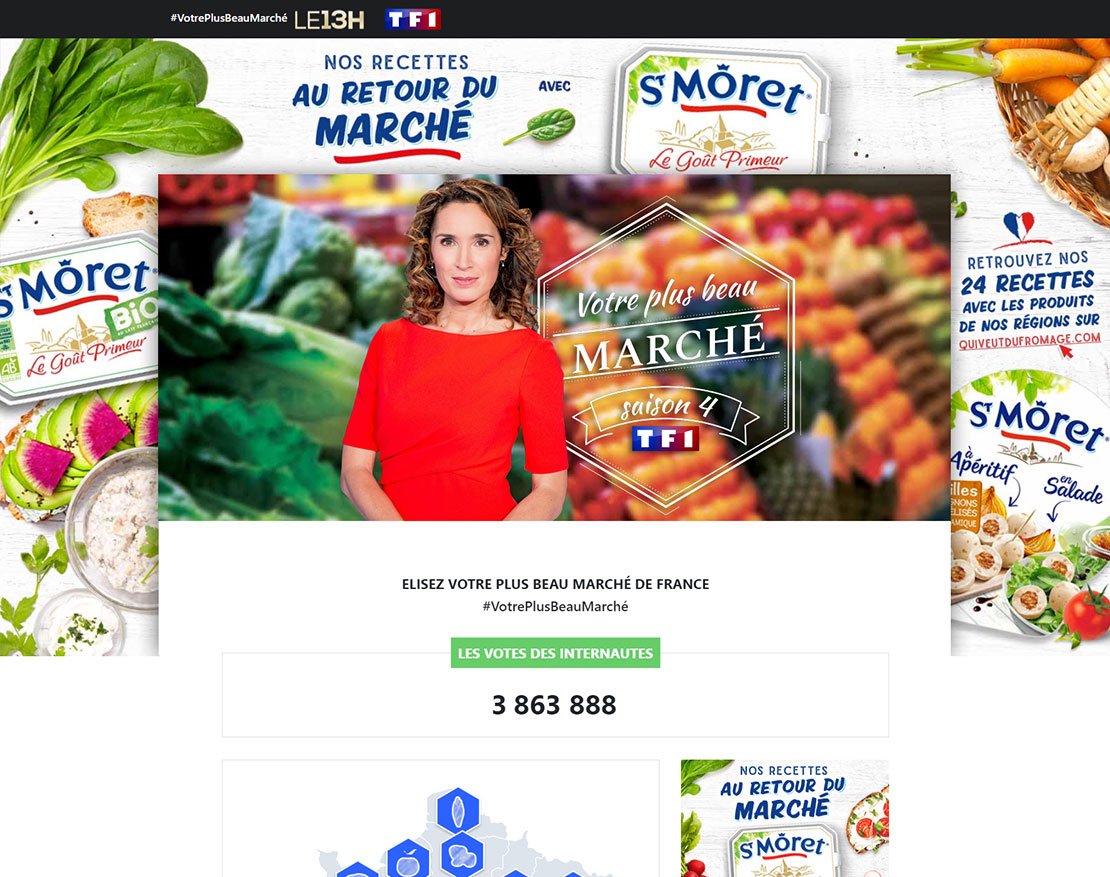 #VotrePlusBeauMarché LE13H TF1
NOS RECETTES
AU RETOUR DU
MARCHÉ
AVEC
St MÔret
Le Goût Primeur
St MÔret
BiO
AB
Le Goût Primeur
Votre plus beau
MARCHÉ
saison 4
TF1
RETROUVEZ NOS
24 RECETTES
AVEC LES PRODUITS
DE NOS RÉGIONS SUR
QUIVEUTDUFROMAGE.COM
St MÔret
à
Apéritif
en
Salade
ELISEZ VOTRE PLUS BEAU MARCHÉ DE FRANCE
#VotrePlusBeauMarché
LES VOTES DES INTERNAUTES
3 863 888
NOS RECETTES
AU RETOUR DU
MARCHÉ
St MÔret